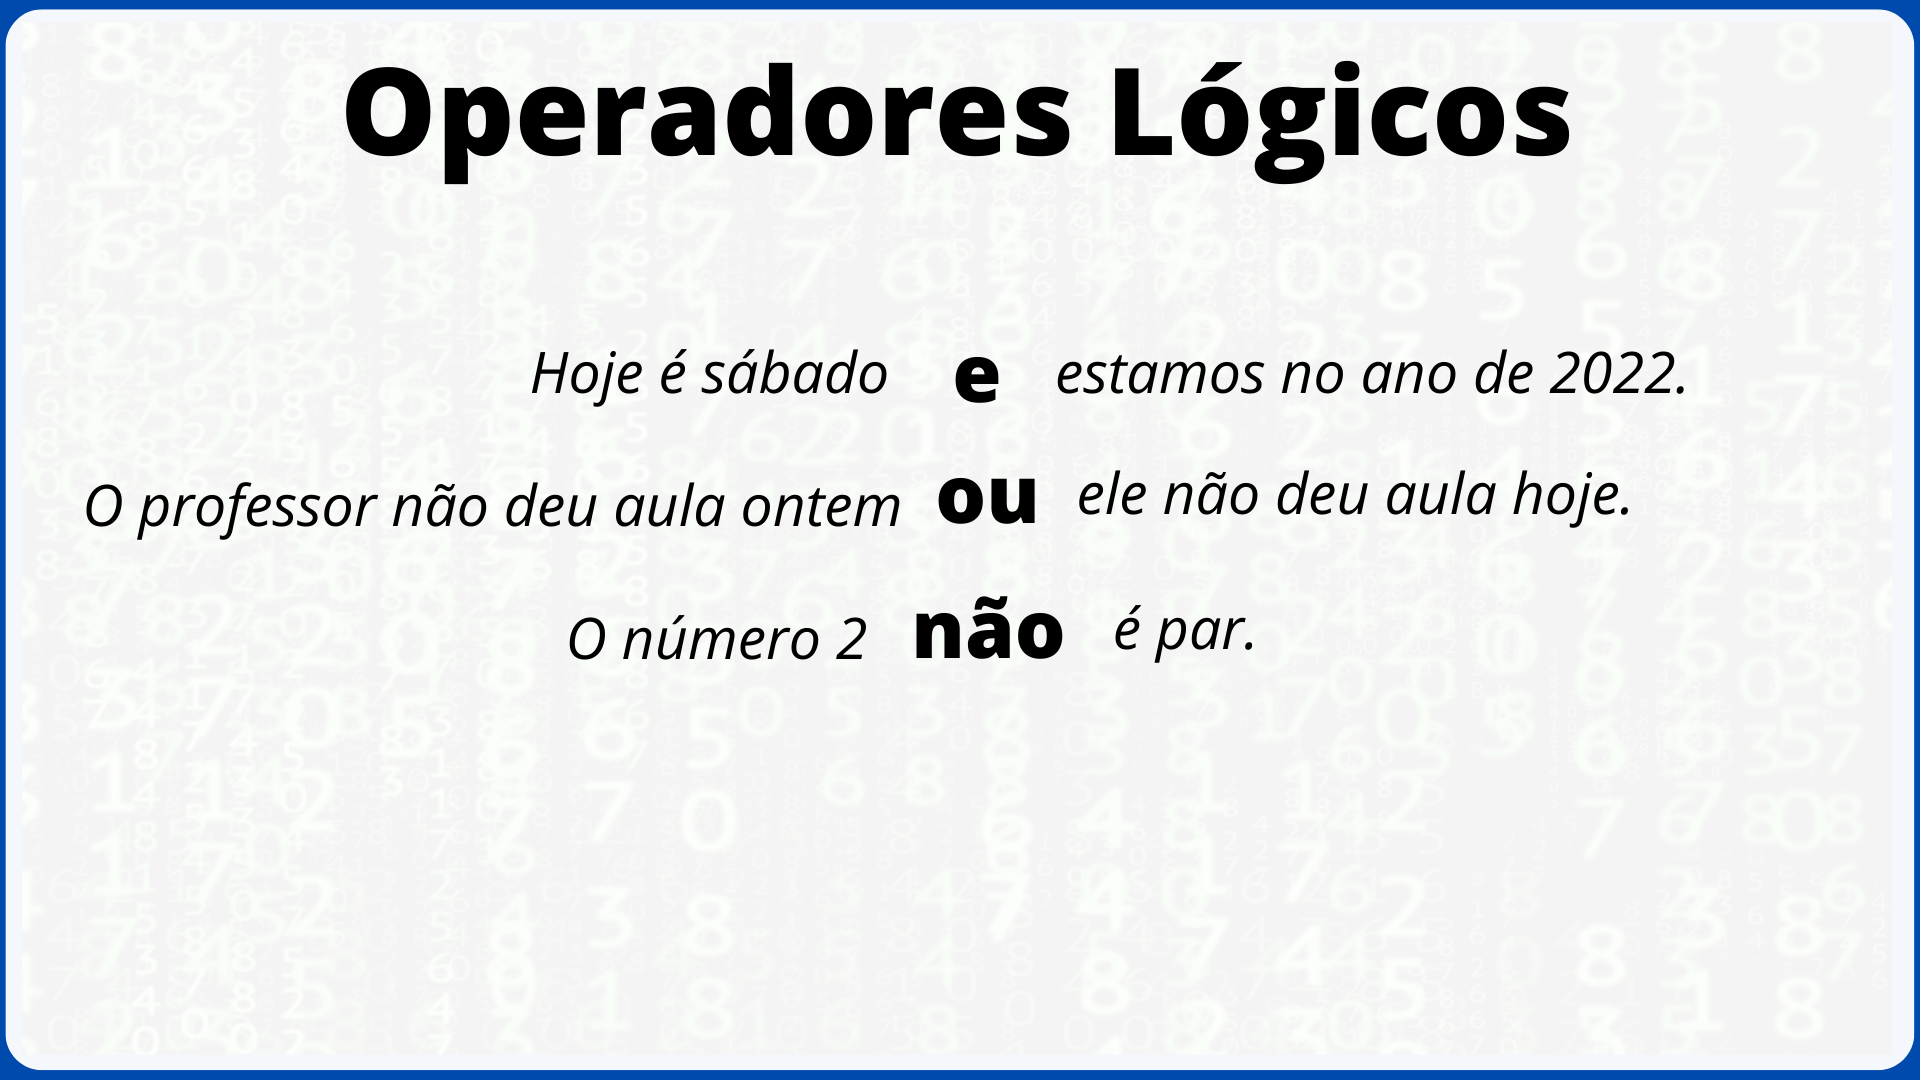 Operadores Lógicos
Hoje é sábado e estamos no ano de 2022.
O professor não deu aula ontem ou ele não deu aula hoje.
O número 2 não é par.